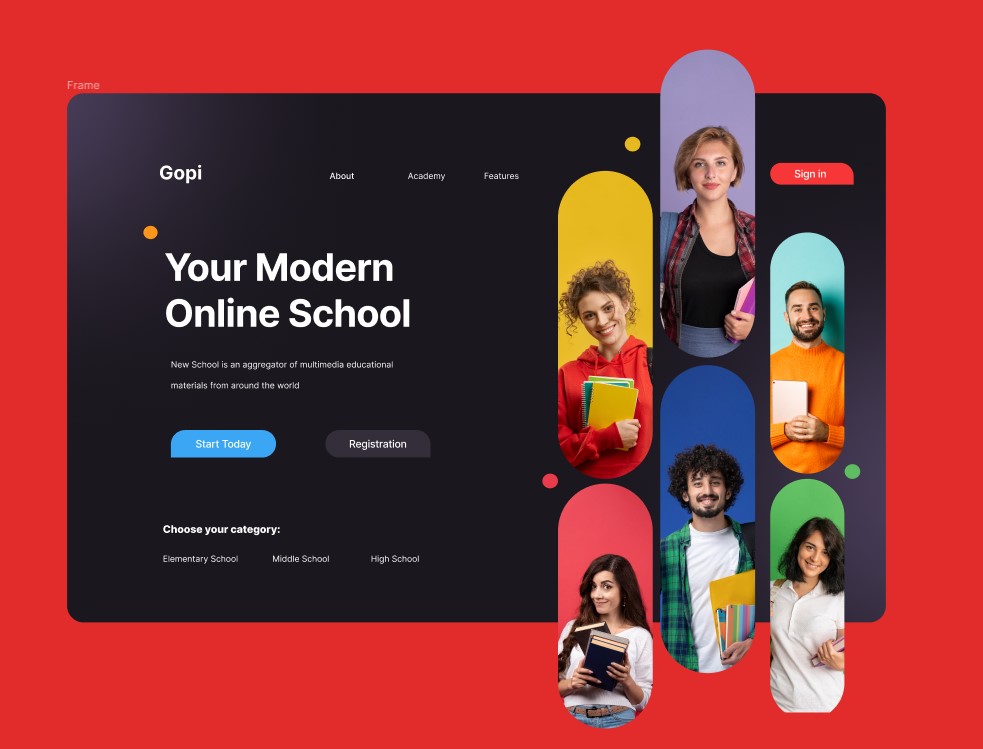 Frame
Gopi
About
Academy
Features
Sign in
Your Modern
Online School
New School is an aggregator of multimedia educational
materials from around the world
Start Today
Registration
Choose your category:
Elementary School
Middle School
High School